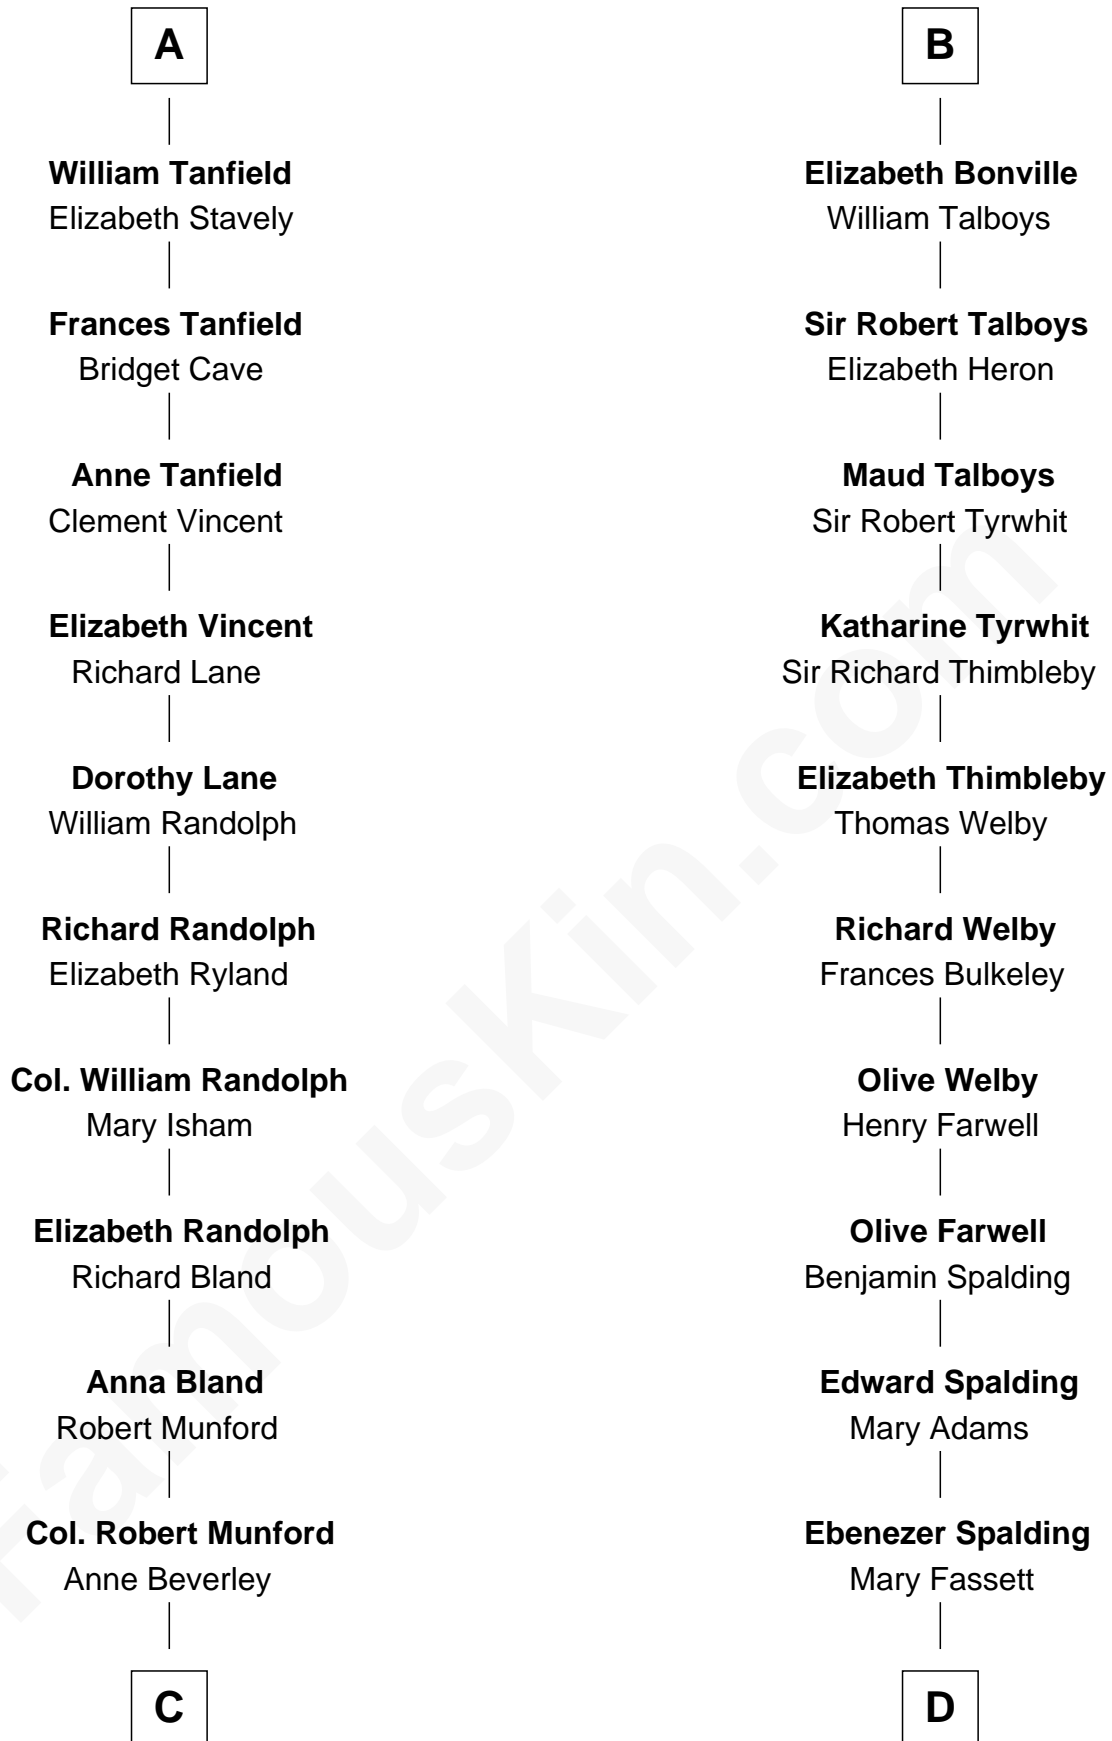 A
William Tanfield
Elizabeth Stavely
Frances Tanfield
Bridget Cave
Anne Tanfield
Clement Vincent
Elizabeth Vincent
Richard Lane
Dorothy Lane
William Randolph
Richard Randolph
Elizabeth Ryland
Col. William Randolph
Mary Isham
Elizabeth Randolph
Richard Bland
Anna Bland
Robert Munford
Col. Robert Munford
Anne Beverley
C
B
Elizabeth Bonville
William Talboys
Sir Robert Talboys
Elizabeth Heron
Maud Talboys
Sir Robert Tyrwhit
Katharine Tyrwhit
Sir Richard Thimbleby
Elizabeth Thimbleby
Thomas Welby
Richard Welby
Frances Bulkeley
Olive Welby
Henry Farwell
Olive Farwell
Benjamin Spalding
Edward Spalding
Mary Adams
Ebenezer Spalding
Mary Fassett
D
FamousKin.com